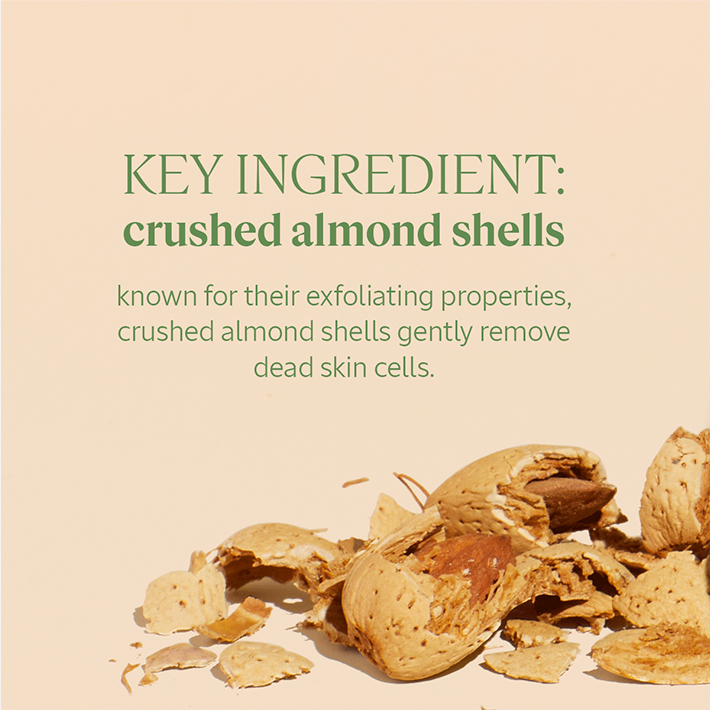 KEY INGREDIENT:
crushed almond shells
known for their exfoliating properties,
crushed almond shells gently remove
dead skin cells.